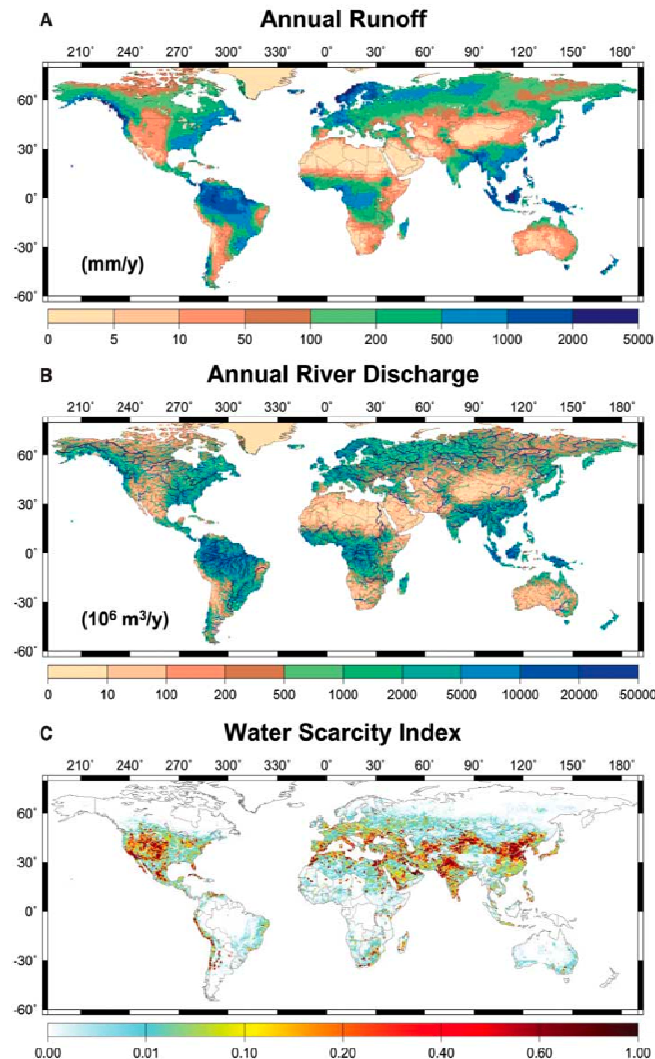 A Annual Runoff
210° 240° 270° 300° 330° 0° 30° 60° 90° 120° 150° 180°
60°
30°
0°
-30°
-60°
(mm/y)
0 5 10 50 100 200 500 1000 2000 5000
B Annual River Discharge
210° 240° 270° 300° 330° 0° 30° 60° 90° 120° 150° 180°
60°
30°
0°
-30°
-60°
(10⁶ m³/y)
0 10 100 200 500 1000 2000 5000 10000 20000 50000
C Water Scarcity Index
210° 240° 270° 300° 330° 0° 30° 60° 90° 120° 150° 180°
60°
30°
0°
-30°
-60°
0.00 0.01 0.10 0.20 0.40 0.60 1.00